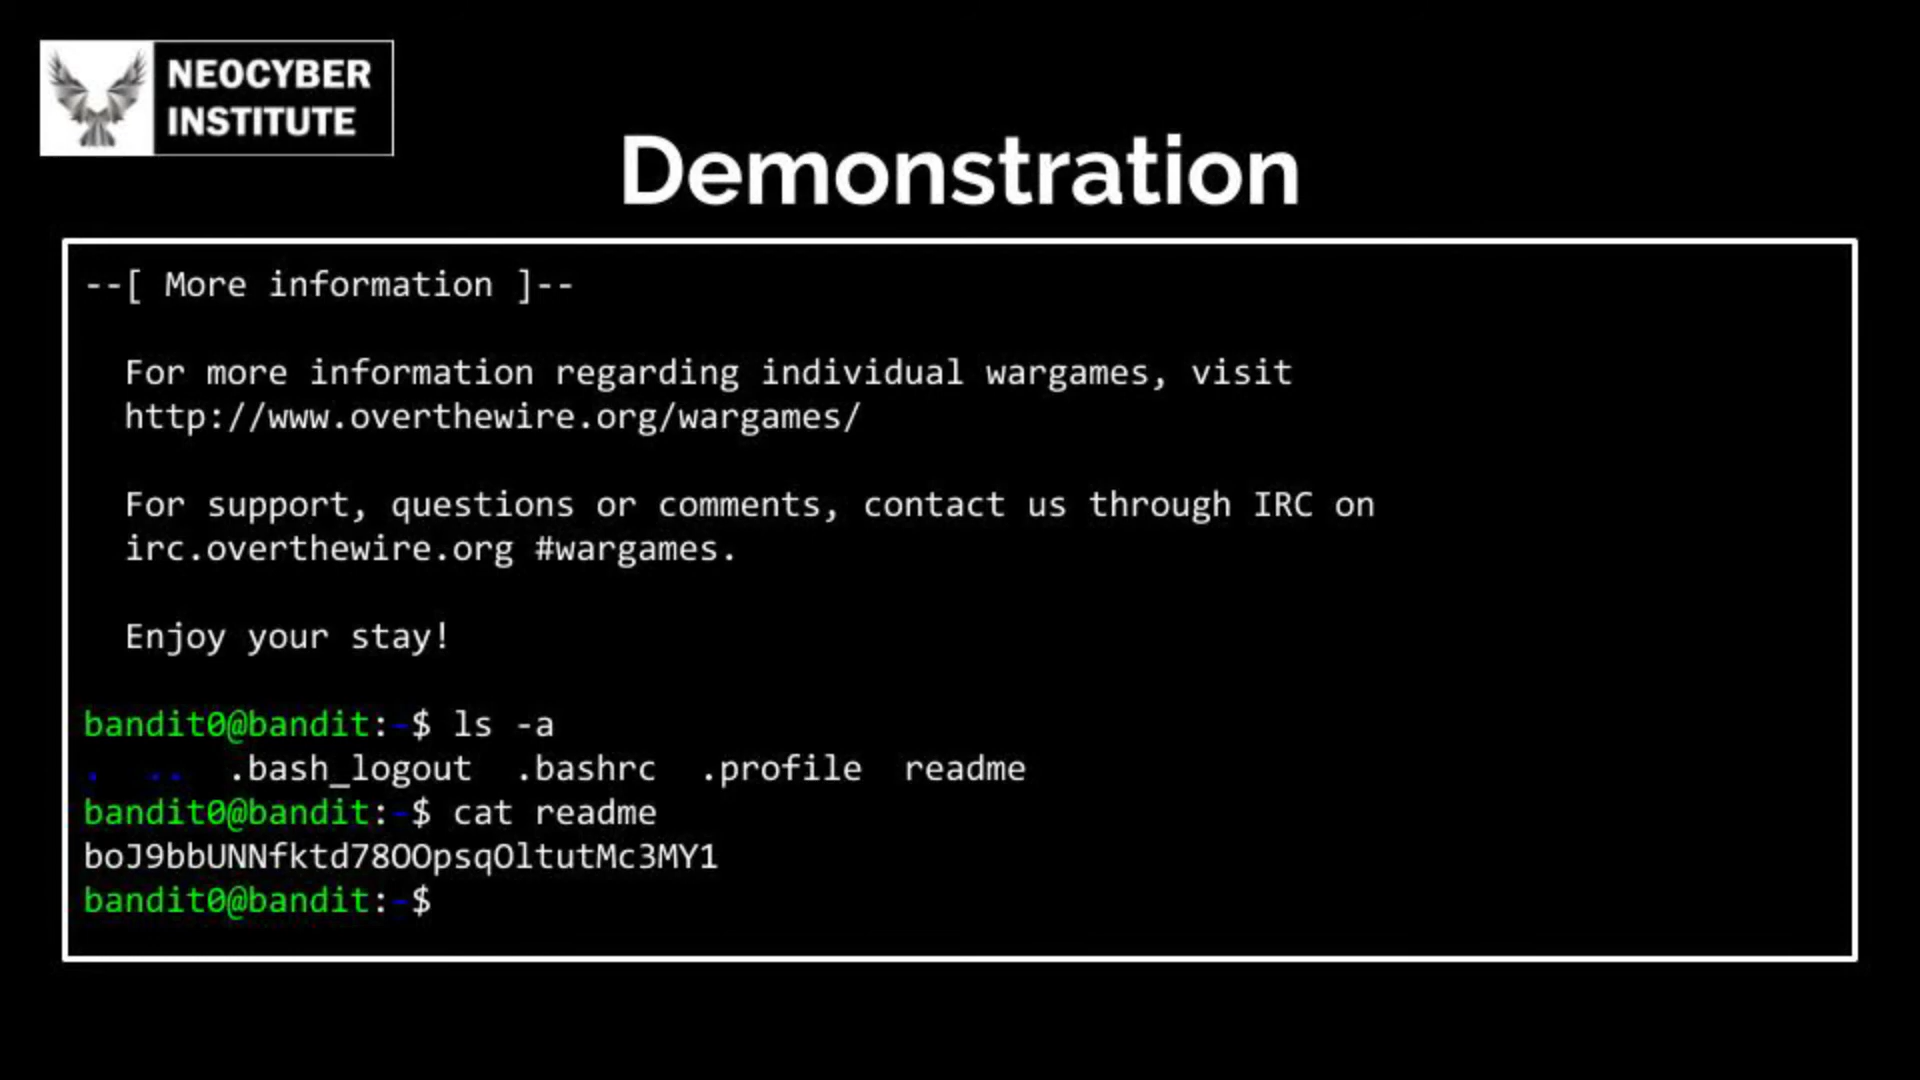 NEOCYBER
INSTITUTE
Demonstration
--[ More information ]--
For more information regarding individual wargames, visit
http://www.overthewire.org/wargames/
For support, questions or comments, contact us through IRC on
irc.overthewire.org #wargames.
Enjoy your stay!
bandit0@bandit:~$ ls -a
.  ..  .bash_logout  .bashrc  .profile  readme
bandit0@bandit:~$ cat readme
boJ9bbUNNfktd78OOpsqOltutMc3MY1
bandit0@bandit:~$